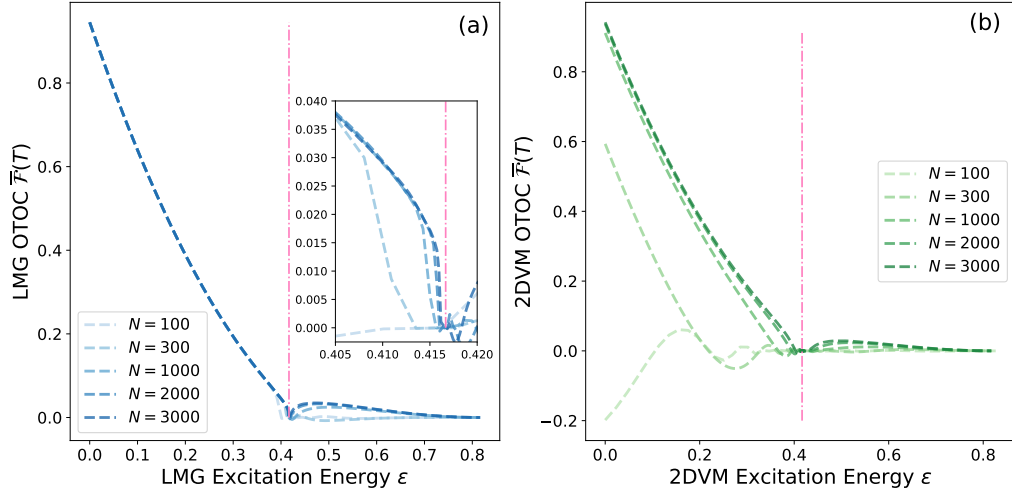 (a)
LMG OTOC $\overline{\mathcal{F}}(T)$
0.8
0.6
0.4
0.2
0.0
0.040
0.035
0.030
0.025
0.020
0.015
0.010
0.005
0.000
0.405 0.410 0.415 0.420
N = 100
N = 300
N = 1000
N = 2000
N = 3000
0.0 0.1 0.2 0.3 0.4 0.5 0.6 0.7 0.8
LMG Excitation Energy ε
(b)
2DVM OTOC $\overline{\mathcal{F}}(T)$
0.8
0.6
0.4
0.2
0.0
−0.2
N = 100
N = 300
N = 1000
N = 2000
N = 3000
0.0 0.2 0.4 0.6 0.8
2DVM Excitation Energy ε